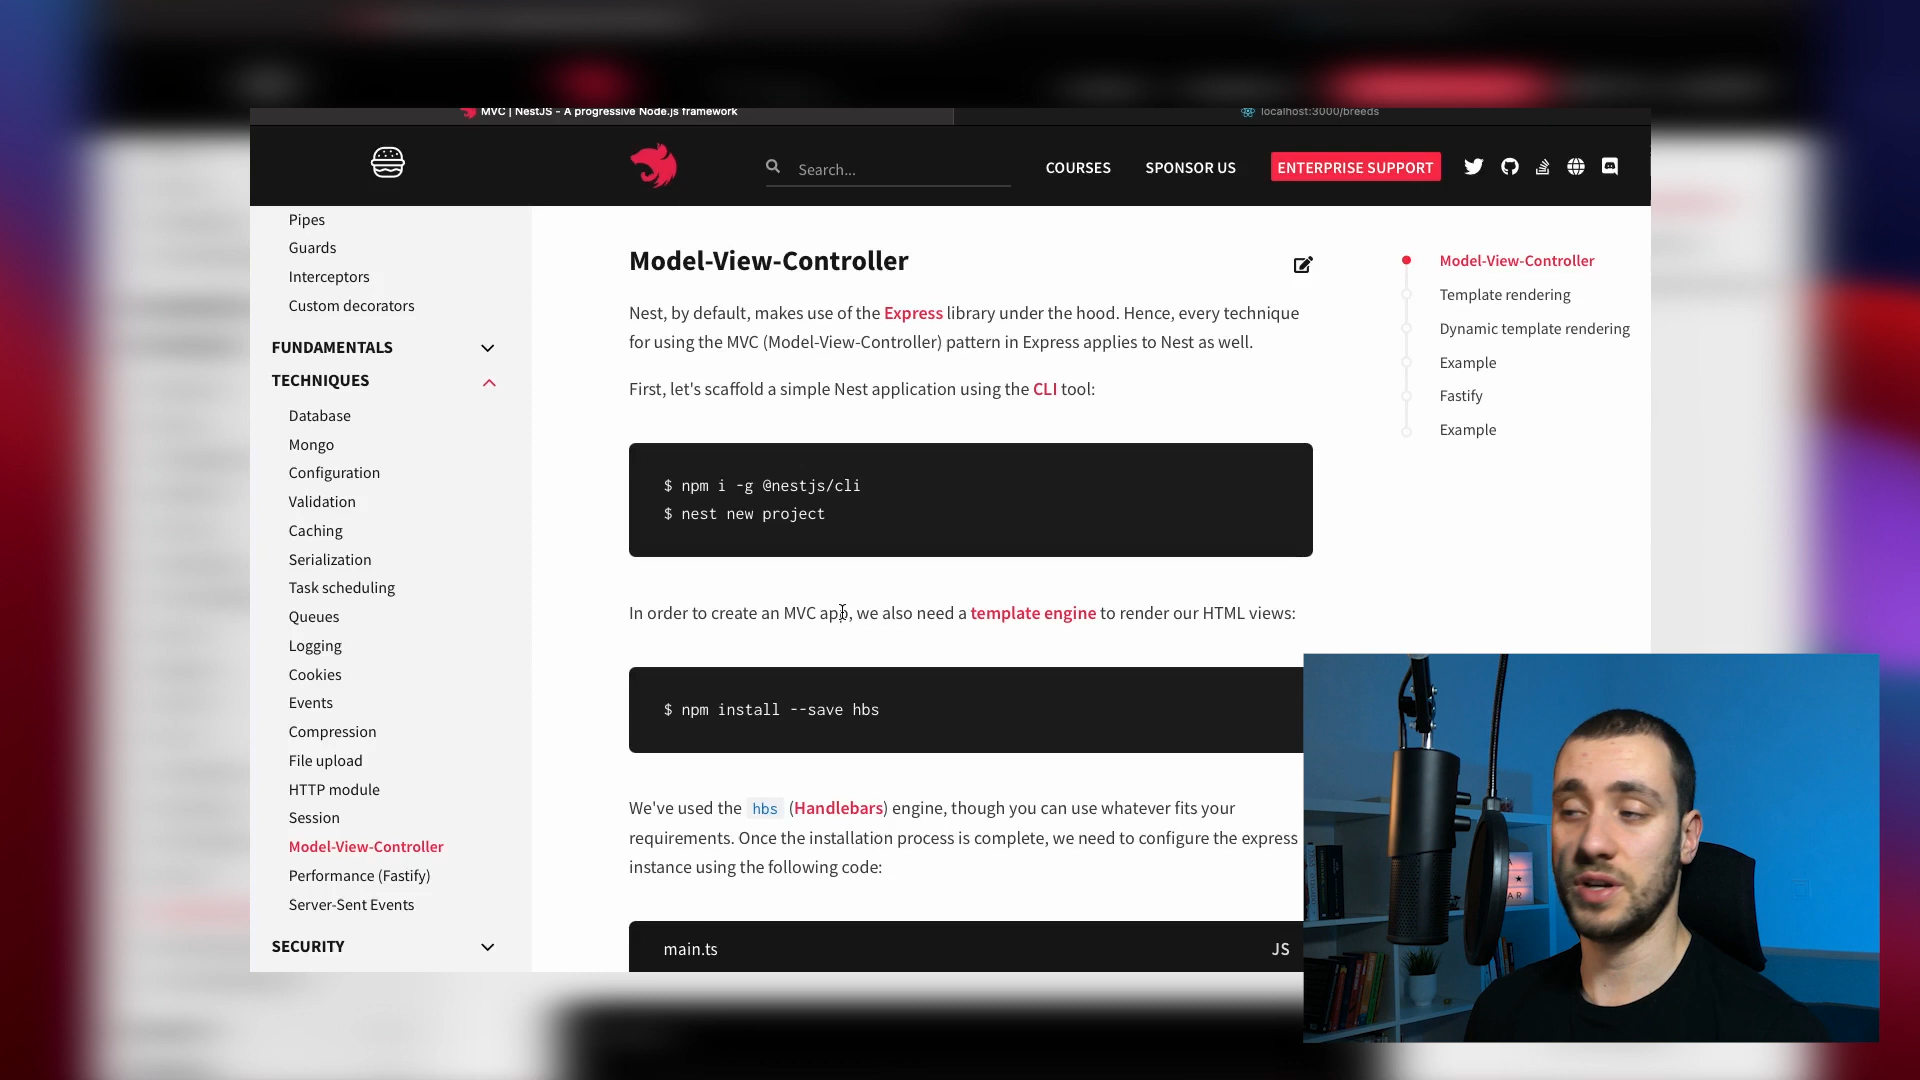 MVC | NestJS - A progressive Node.js framework
localhost:3000/breeds
Search...
COURSES
SPONSOR US
ENTERPRISE SUPPORT
Pipes
Guards
Interceptors
Custom decorators
FUNDAMENTALS
TECHNIQUES
Database
Mongo
Configuration
Validation
Caching
Serialization
Task scheduling
Queues
Logging
Cookies
Events
Compression
File upload
HTTP module
Session
Model-View-Controller
Performance (Fastify)
Server-Sent Events
SECURITY
Model-View-Controller
Nest, by default, makes use of the Express library under the hood. Hence, every technique
for using the MVC (Model-View-Controller) pattern in Express applies to Nest as well.
First, let's scaffold a simple Nest application using the CLI tool:
$ npm i -g @nestjs/cli
$ nest new project
In order to create an MVC app, we also need a template engine to render our HTML views:
$ npm install --save hbs
We've used the hbs (Handlebars) engine, though you can use whatever fits your
requirements. Once the installation process is complete, we need to configure the express
instance using the following code:
main.ts
JS
Model-View-Controller
Template rendering
Dynamic template rendering
Example
Fastify
Example